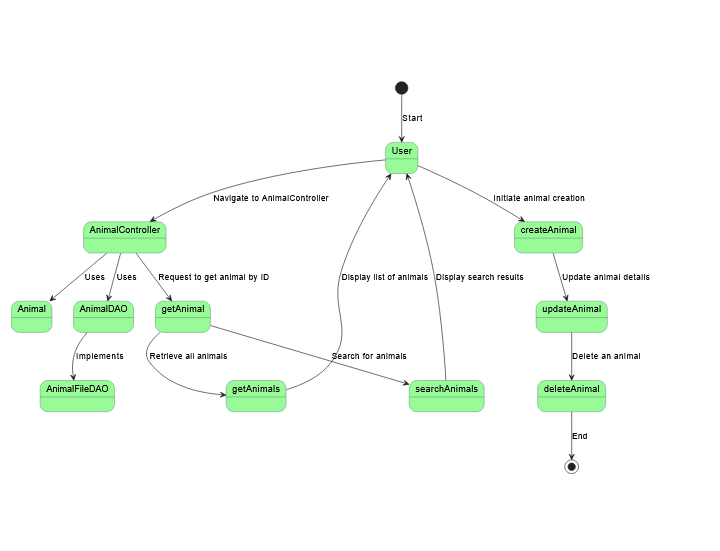 Start
User
Navigate to AnimalController
Initiate animal creation
AnimalController
createAnimal
Uses
Uses
Request to get animal by ID
Display list of animals
Display search results
Update animal details
Animal
AnimalDAO
getAnimal
updateAnimal
Implements
Retrieve all animals
Search for animals
Delete an animal
AnimalFileDAO
getAnimals
searchAnimals
deleteAnimal
End